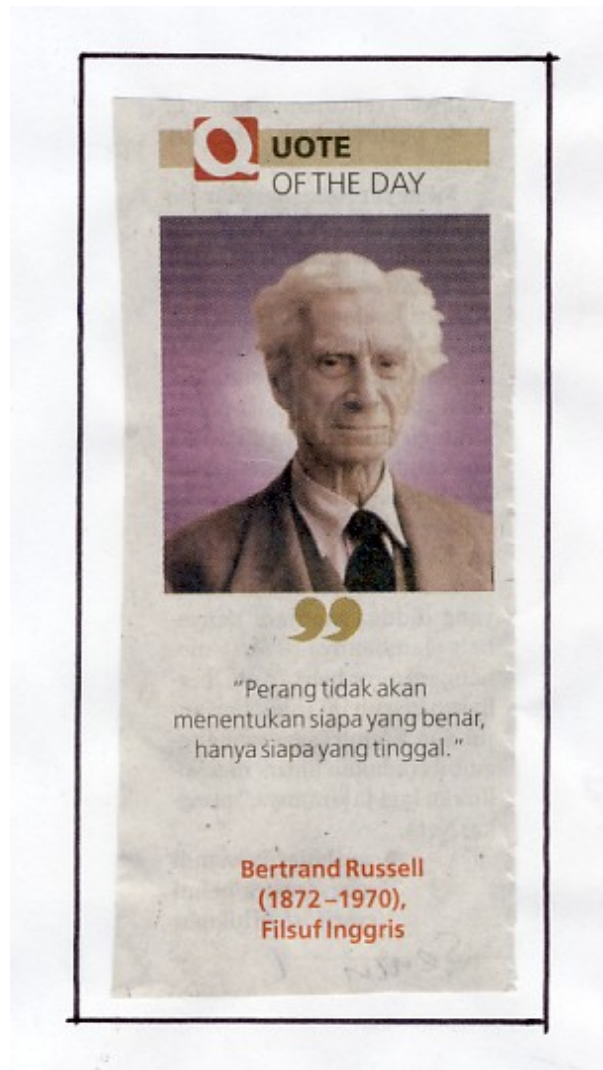 QUOTE
OF THE DAY
"Perang tidak akan
menentukan siapa yang benar,
hanya siapa yang tinggal."
Bertrand Russell
(1872–1970),
Filsuf Inggris